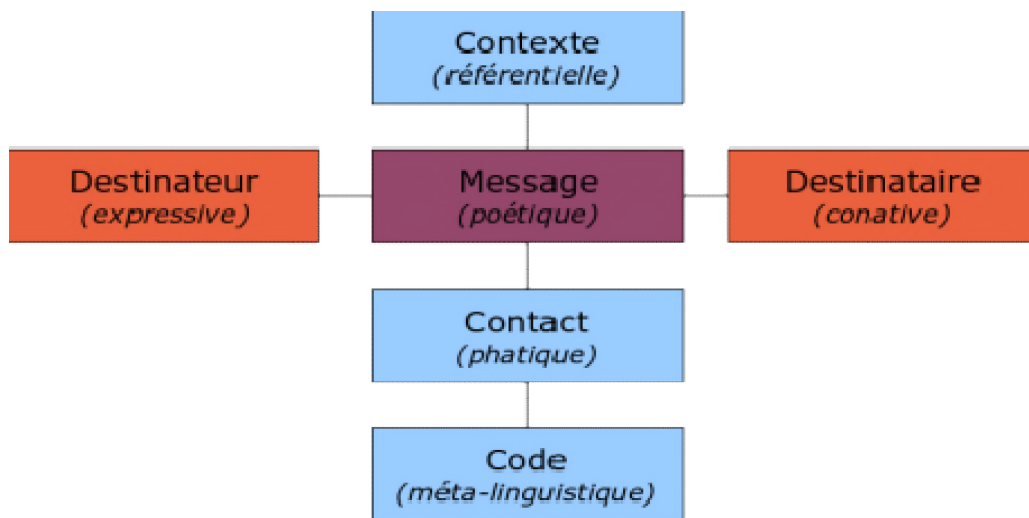 Contexte
(référentielle)
Destinateur
(expressive)
Message
(poétique)
Destinataire
(conative)
Contact
(phatique)
Code
(méta-linguistique)